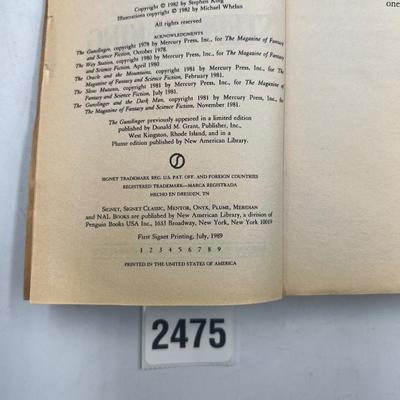 Copyright © 1982 by Stephen King
Illustrations copyright © 1982 by Michael Whelan
All rights reserved
ACKNOWLEDGMENTS
The Gunslinger, copyright 1978 by Mercury Press, Inc., for The Magazine of Fantasy
and Science Fiction, October 1978.
The Way Station, copyright 1980 by Mercury Press, Inc., for The Magazine of Fantasy
and Science Fiction, April 1980
The Oracle and the Mountains, copyright 1981 by Mercury Press, Inc., for The
Magazine of Fantasy and Science Fiction, February 1981.
The Slow Mutants, copyright 1981 by Mercury Press, Inc., for The Magazine of
Fantasy and Science Fiction, July 1981.
The Gunslinger and the Dark Man, copyright 1981 by Mercury Press, Inc., for
The Magazine of Fantasy and Science Fiction, November 1981.
The Gunslinger previously appeared in a limited edition
published by Donald M. Grant, Publisher, Inc.,
West Kingston, Rhode Island, and in a
Plume edition published by New American Library.
S
SIGNET TRADEMARK REG. U.S. PAT. OFF. AND FOREIGN COUNTRIES
REGISTERED TRADEMARK—MARCA REGISTRADA
HECHO EN DRESDEN, TN
SIGNET, SIGNET CLASSIC, MENTOR, ONYX, PLUME, MERIDIAN
and NAL BOOKS are published by New American Library, a division of
Penguin Books USA Inc., 1633 Broadway, New York, New York 10019
First Signet Printing, July, 1989
1 2 3 4 5 6 7 8 9
PRINTED IN THE UNITED STATES OF AMERICA
one
2475